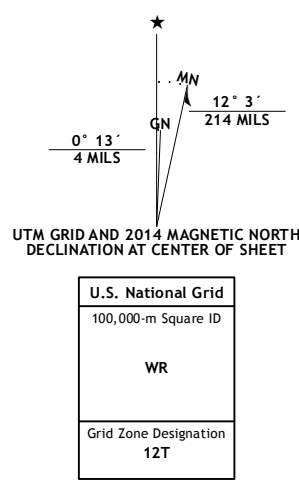 ★
MN
GN
12° 3´
214 MILS
0° 13´
4 MILS
UTM GRID AND 2014 MAGNETIC NORTH
DECLINATION AT CENTER OF SHEET
U.S. National Grid
100,000-m Square ID
WR
Grid Zone Designation
12T